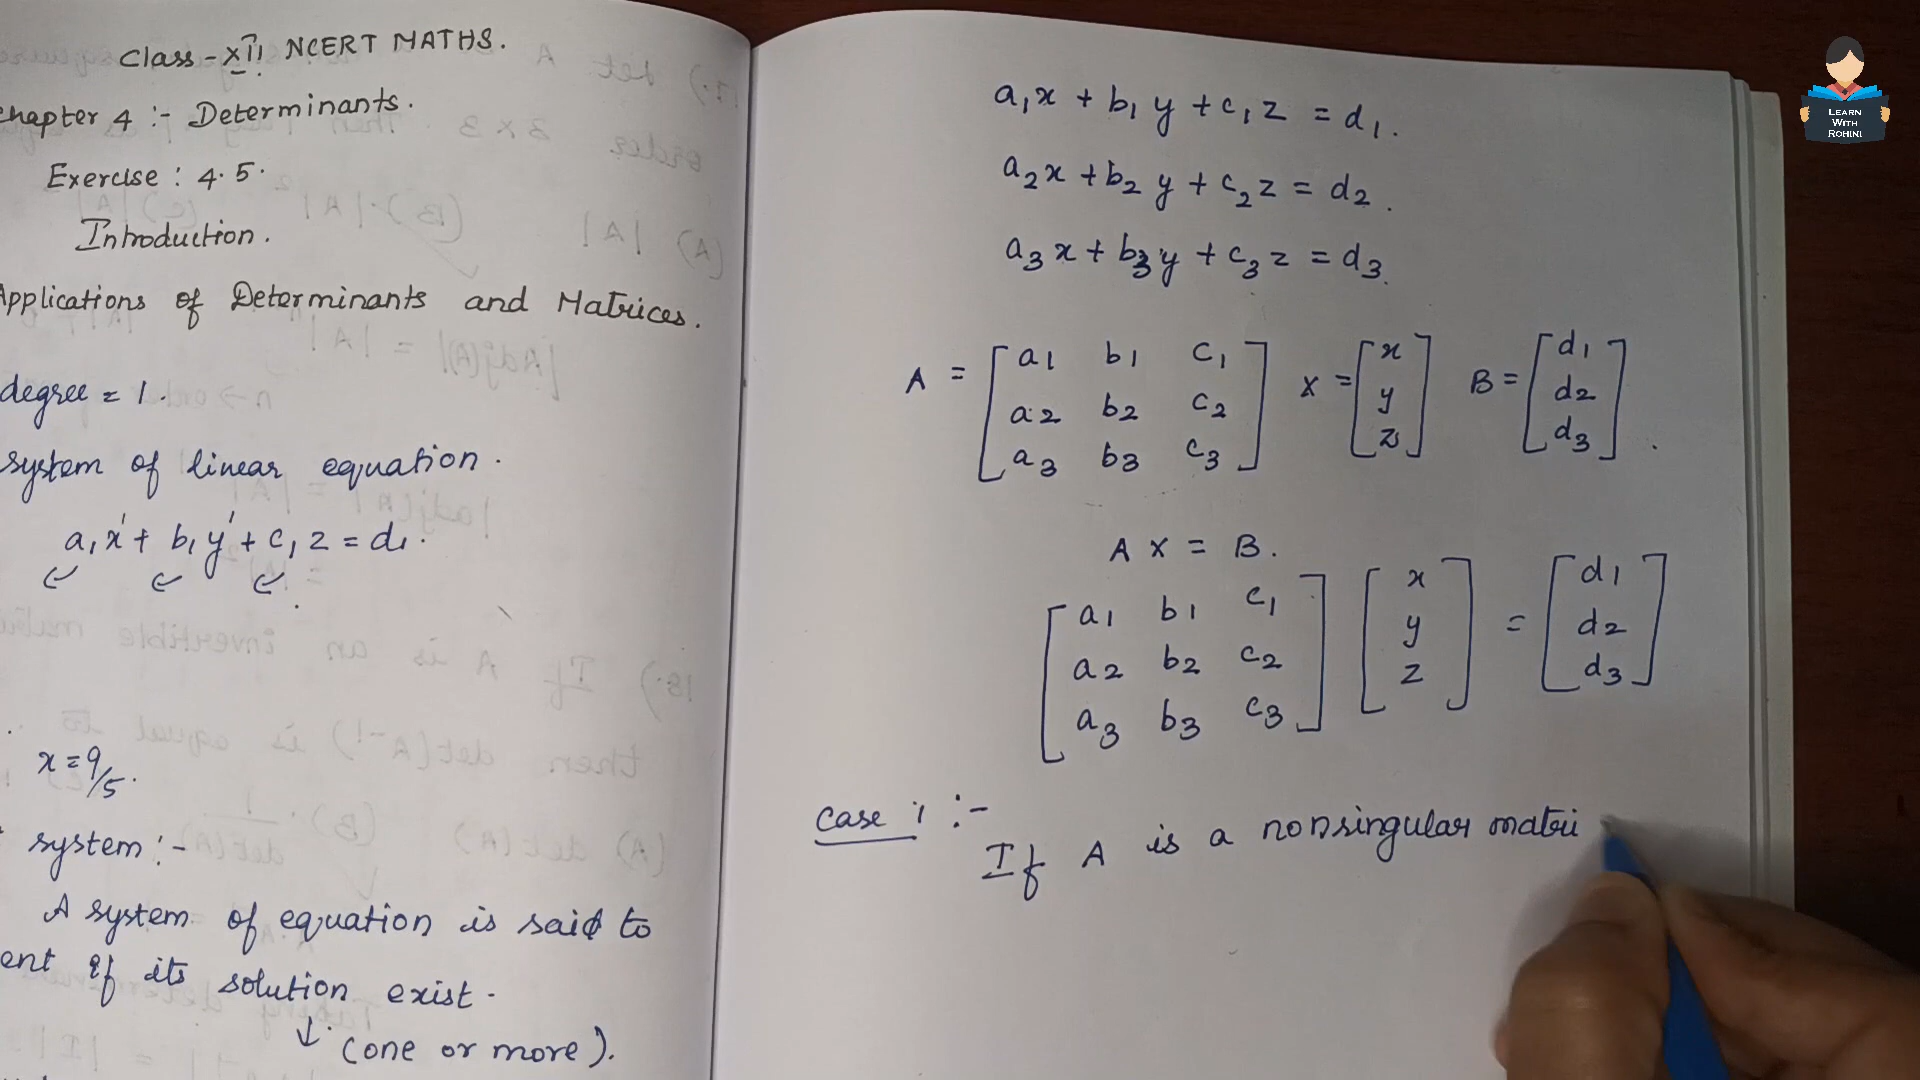 Class - XII NCERT MATHS.
Chapter 4 :- Determinants.
Exercise : 4.5.
Introduction.
Applications of Determinants and Matrices.
degree = 1.
system of linear equation.
a₁x' + b₁y' + c₁z = d₁.
x = 9/5.
system :-
A system of equation is said to
ent if its solution exist.
↓ (one or more).
a₁x + b₁y + c₁z = d₁.
a₂x + b₂y + c₂z = d₂.
a₃x + b₃y + c₃z = d₃.
A = [ a₁ b₁ c₁ ] X = [ x ] B = [ d₁ ]
a₂ b₂ c₂ y d₂
a₃ b₃ c₃ z d₃ .
A X = B.
[ a₁ b₁ c₁ ] [ x ] = [ d₁ ]
a₂ b₂ c₂ y d₂
a₃ b₃ c₃ z d₃
Case 1 :-
If A is a nonsingular matri
LEARN
WITH
ROHINI